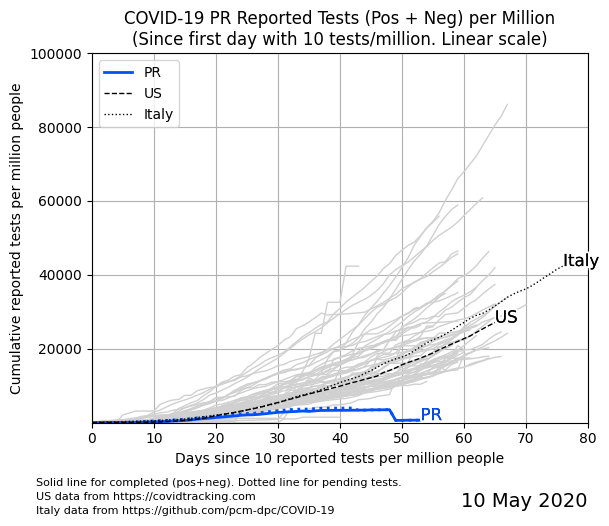 COVID-19 PR Reported Tests (Pos + Neg) per Million
(Since first day with 10 tests/million. Linear scale)
Cumulative reported tests per million people
100000
80000
60000
40000
20000
PR
US
Italy
Italy
US
PR
0 10 20 30 40 50 60 70 80
Days since 10 reported tests per million people
Solid line for completed (pos+neg). Dotted line for pending tests.
US data from https://covidtracking.com
Italy data from https://github.com/pcm-dpc/COVID-19
10 May 2020